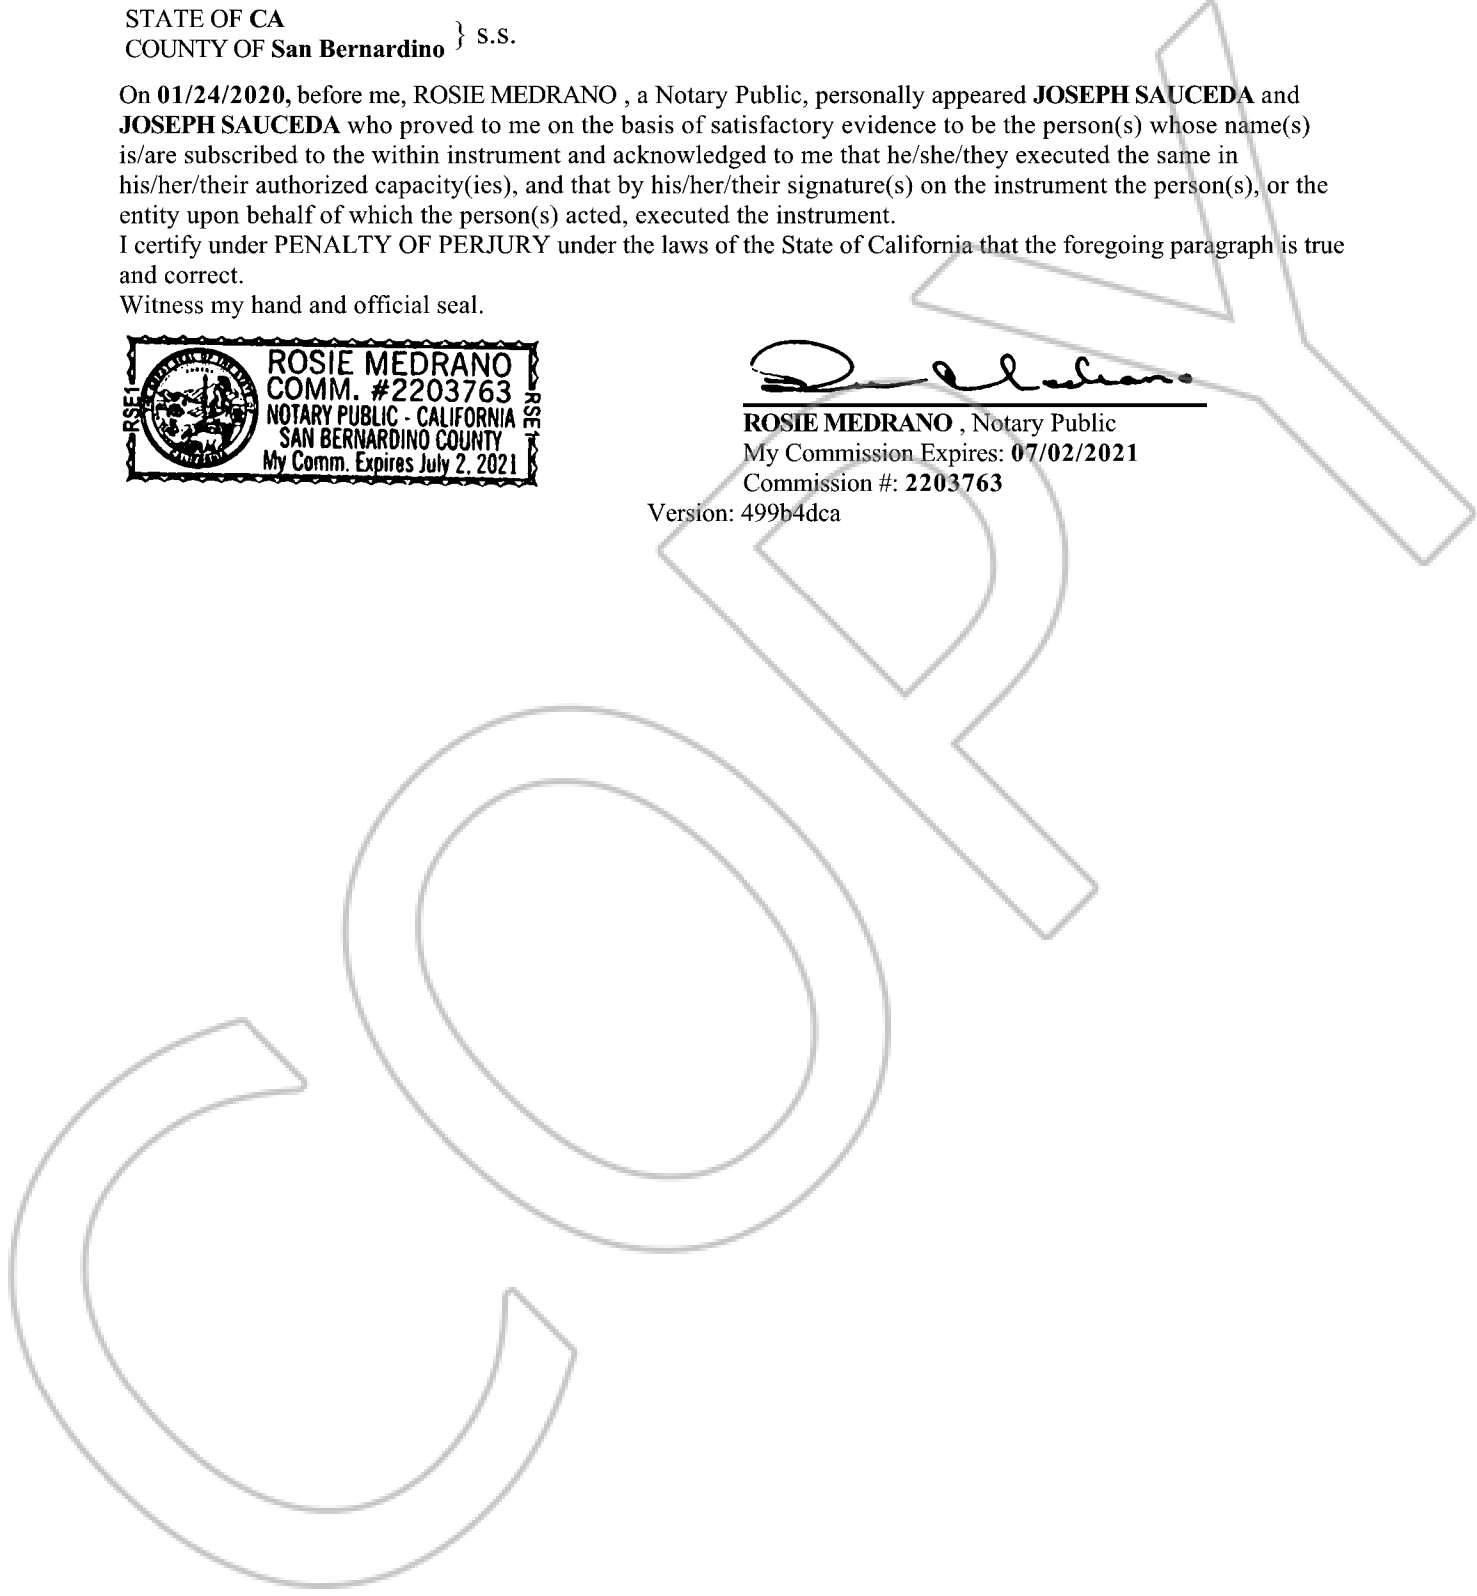 STATE OF CA
COUNTY OF San Bernardino } s.s.
On 01/24/2020, before me, ROSIE MEDRANO , a Notary Public, personally appeared JOSEPH SAUCEDA and
JOSEPH SAUCEDA who proved to me on the basis of satisfactory evidence to be the person(s) whose name(s)
is/are subscribed to the within instrument and acknowledged to me that he/she/they executed the same in
his/her/their authorized capacity(ies), and that by his/her/their signature(s) on the instrument the person(s), or the
entity upon behalf of which the person(s) acted, executed the instrument.
I certify under PENALTY OF PERJURY under the laws of the State of California that the foregoing paragraph is true
and correct.
Witness my hand and official seal.
RSE1
ROSIE MEDRANO
COMM. #2203763
NOTARY PUBLIC - CALIFORNIA
SAN BERNARDINO COUNTY
My Comm. Expires July 2, 2021
RSE1
ROSIE MEDRANO , Notary Public
My Commission Expires: 07/02/2021
Commission #: 2203763
Version: 499b4dca
COPY